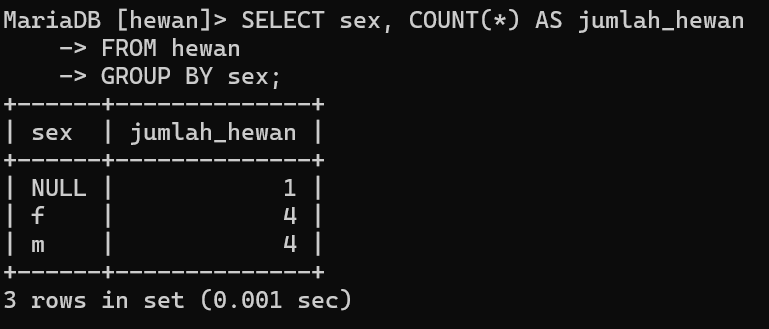 MariaDB [hewan]> SELECT sex, COUNT(*) AS jumlah_hewan
    -> FROM hewan
    -> GROUP BY sex;
+------+--------------+
| sex  | jumlah_hewan |
+------+--------------+
| NULL |            1 |
| f    |            4 |
| m    |            4 |
+------+--------------+
3 rows in set (0.001 sec)